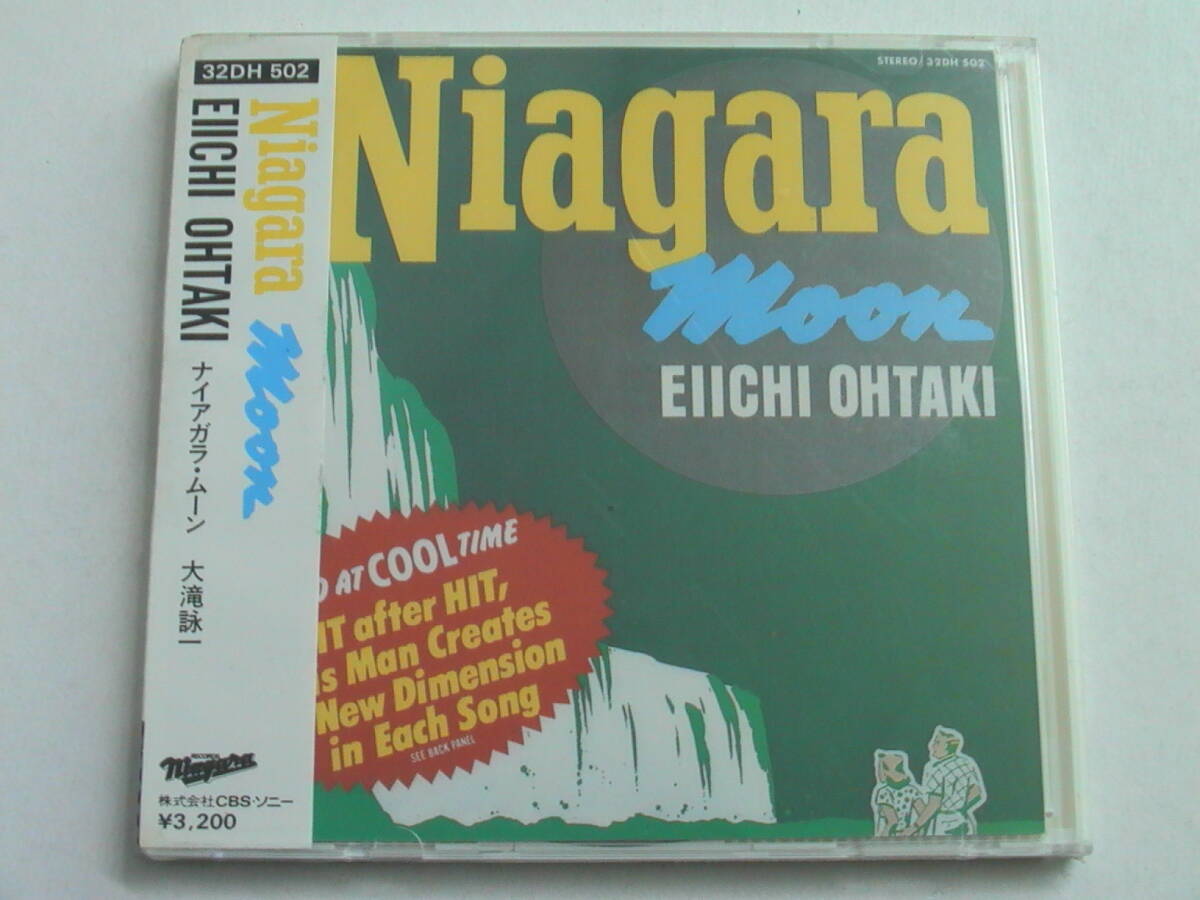 32DH 502
Niagara Moon
EIICHI OHTAKI
ナイアガラ・ムーン 大滝詠一
RECORDS
Niagara
株式会社CBS・ソニー
¥3,200
STEREO/32DH 502
Niagara
Moon
EIICHI OHTAKI
AT COOL TIME
after HIT,
Man Creates
New Dimension
in Each Song
SEE BACK PANEL